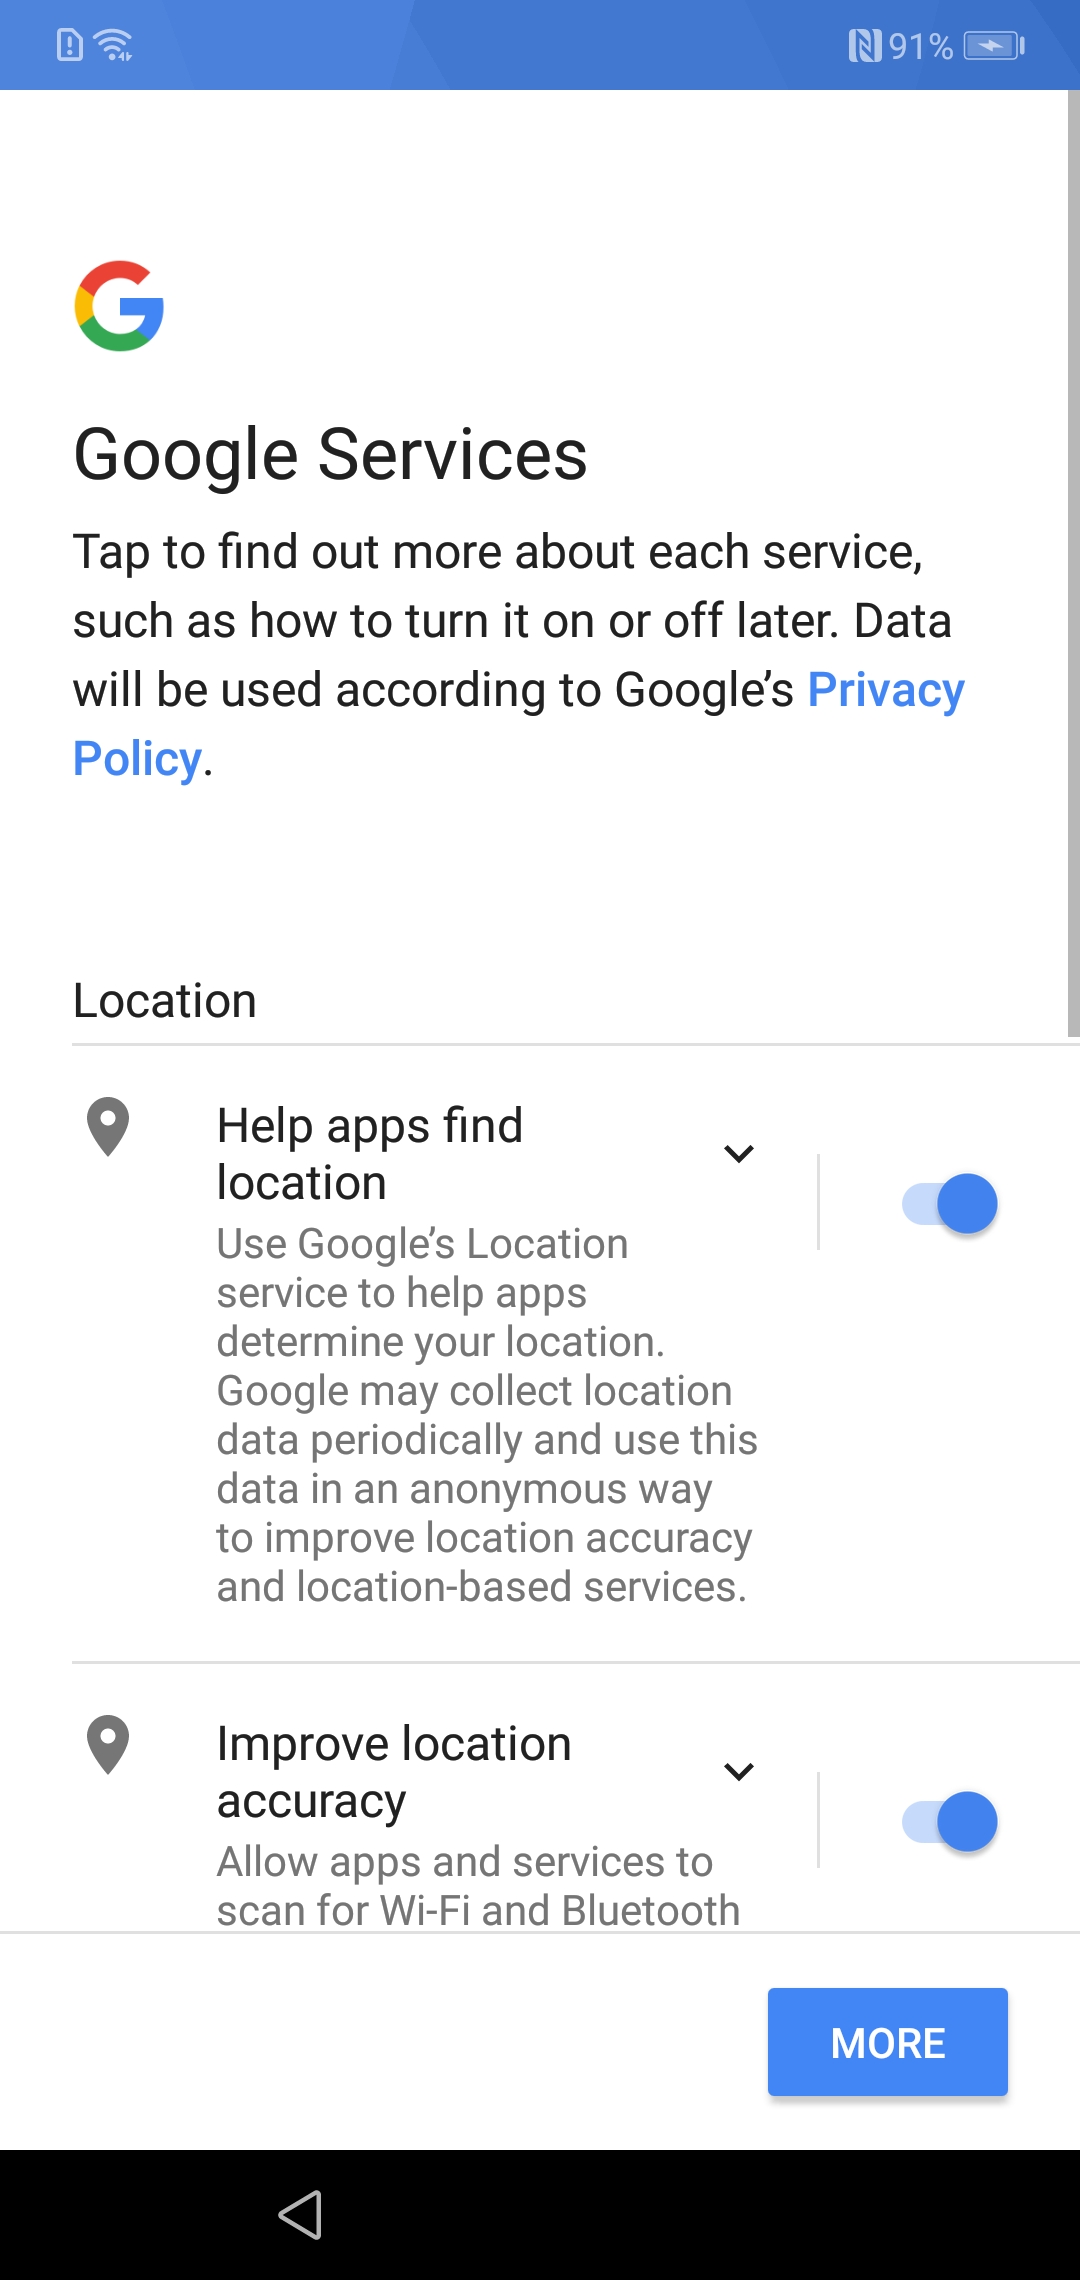 91%
Google Services
Tap to find out more about each service,
such as how to turn it on or off later. Data
will be used according to Google’s Privacy
Policy.
Location
Help apps find
location
Use Google’s Location
service to help apps
determine your location.
Google may collect location
data periodically and use this
data in an anonymous way
to improve location accuracy
and location-based services.
Improve location
accuracy
Allow apps and services to
scan for Wi-Fi and Bluetooth
MORE